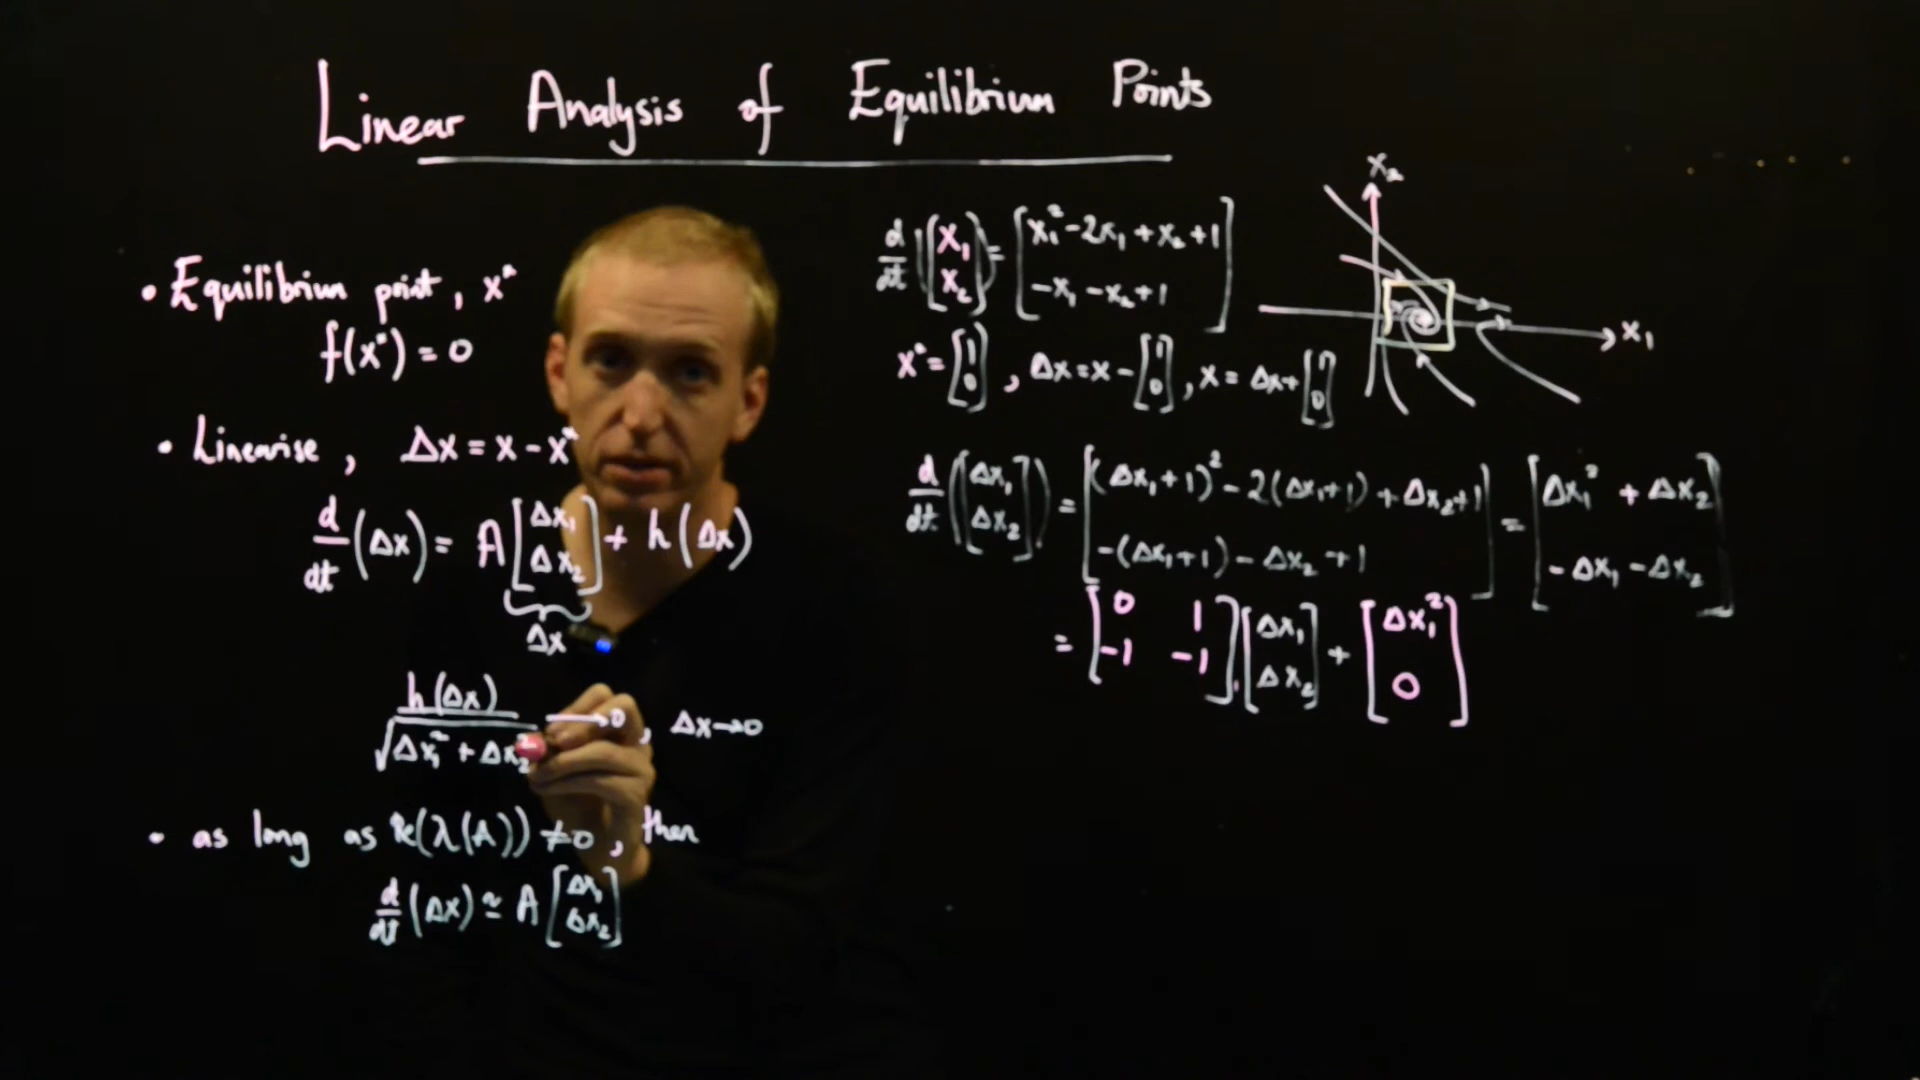 Linear Analysis of Equilibrium Points
• Equilibrium point, x*
f(x*) = 0
• Linearise, Δx = x - x*
d/dt (Δx) = A [Δx₁ Δx₂] + h(Δx)
Δx
h(Δx) / √(Δx₁² + Δx₂²) → 0, Δx → 0
• as long as Re(λ(A)) ≠ 0, then
d/dt (Δx) ≃ A [Δx₁ Δx₂]
d/dt ([x₁ x₂]) = [x₁² - 2x₁ + x₂ + 1 ; -x₁ - x₂ + 1]
x₂
x₁
x* = [1 0], Δx = x - [1 0], x = Δx + [1 0]
d/dt ([Δx₁ Δx₂]) = [(Δx₁+1)² - 2(Δx₁+1) + Δx₂+1 ; -(Δx₁+1) - Δx₂ + 1] = [Δx₁² + Δx₂ ; -Δx₁ - Δx₂]
= [0 1 ; -1 -1] [Δx₁ Δx₂] + [Δx₁² 0]